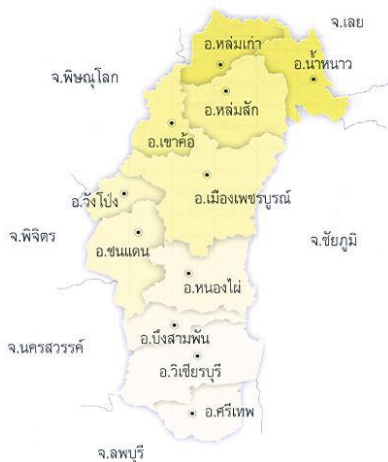 จ.เลย
อ.หล่มเก่า
อ.น้ำหนาว
จ.พิษณุโลก
อ.หล่มสัก
อ.เขาค้อ
อ.วังโป่ง
อ.เมืองเพชรบูรณ์
จ.พิจิตร
จ.ชัยภูมิ
อ.ชนแดน
อ.หนองไผ่
อ.บึงสามพัน
จ.นครสวรรค์
อ.วิเชียรบุรี
อ.ศรีเทพ
จ.ลพบุรี